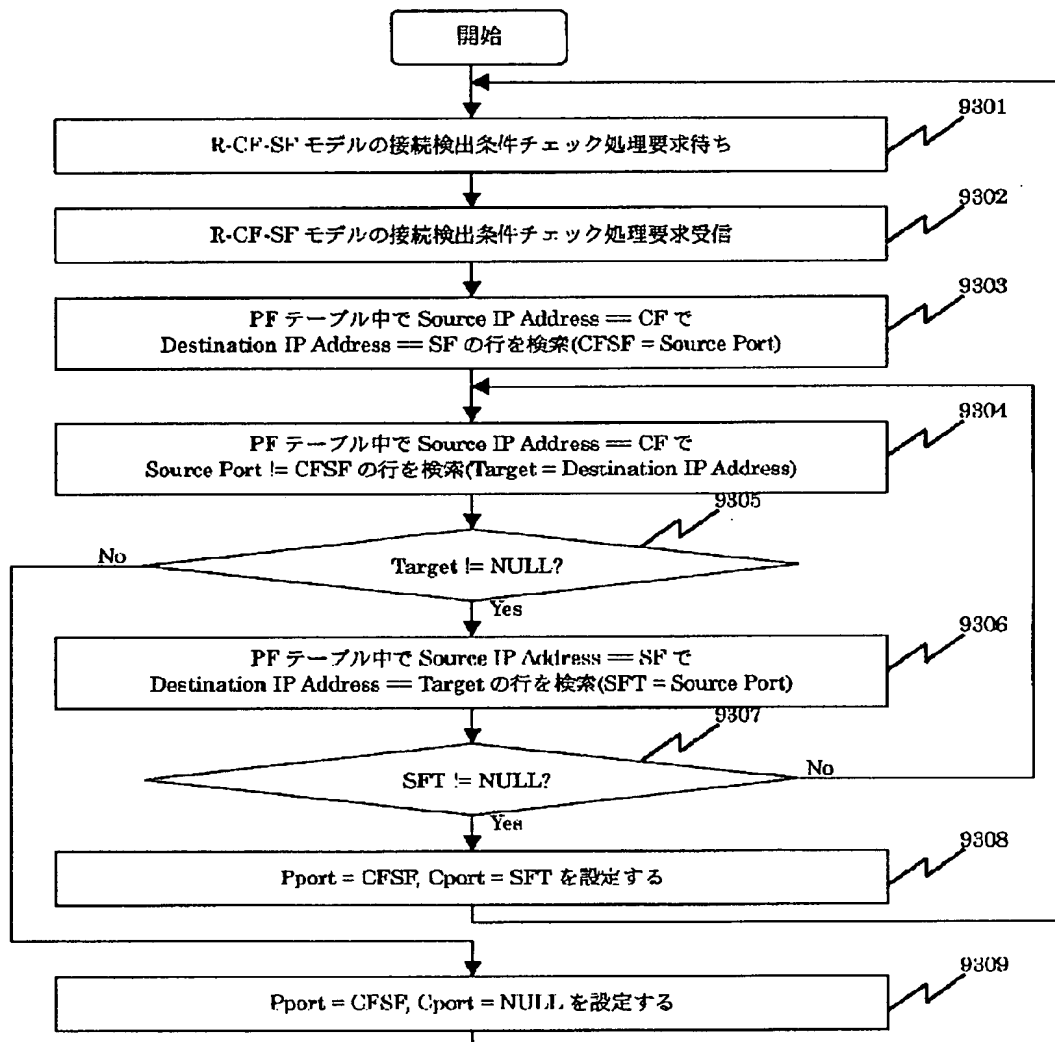 開始
9301
R-CF-SF モデルの接続検出条件チェック処理要求待ち
9302
R-CF-SF モデルの接続検出条件チェック処理要求受信
9303
PF テーブル中で Source IP Address == CF で
Destination IP Address == SF の行を検索(CFSF = Source Port)
9304
PF テーブル中で Source IP Address == CF で
Source Port != CFSF の行を検索(Target = Destination IP Address)
9305
No
Target != NULL?
Yes
9306
PF テーブル中で Source IP Address == SF で
Destination IP Address == Target の行を検索(SFT = Source Port)
9307
SFT != NULL?
No
Yes
9308
Pport = CFSF, Cport = SFT を設定する
9309
Pport = CFSF, Cport = NULL を設定する